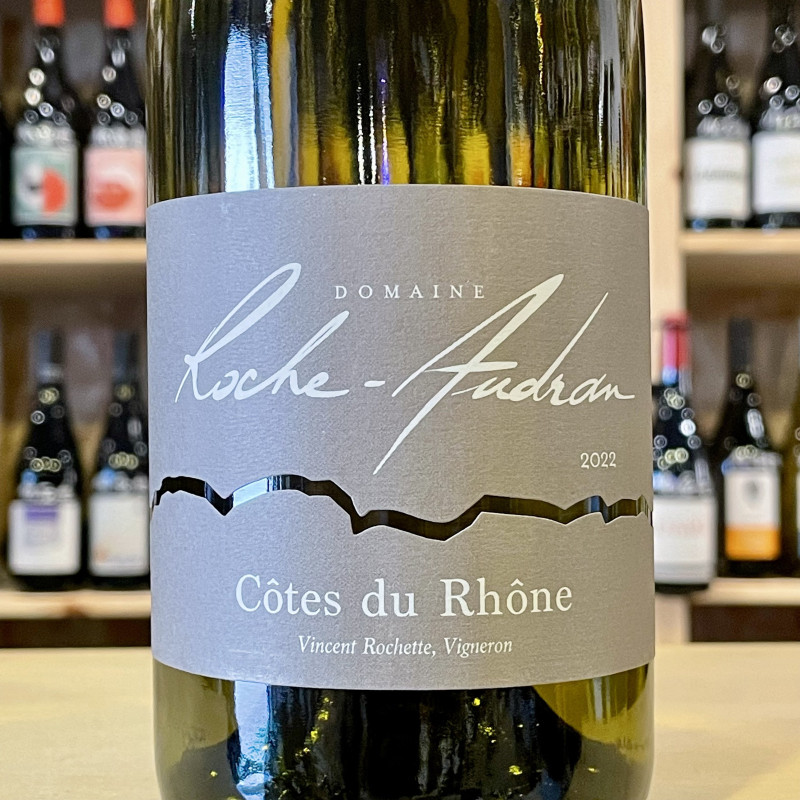 DOMAINE
Roche-Audran
2022
Côtes du Rhône
Vincent Rochette, Vigneron